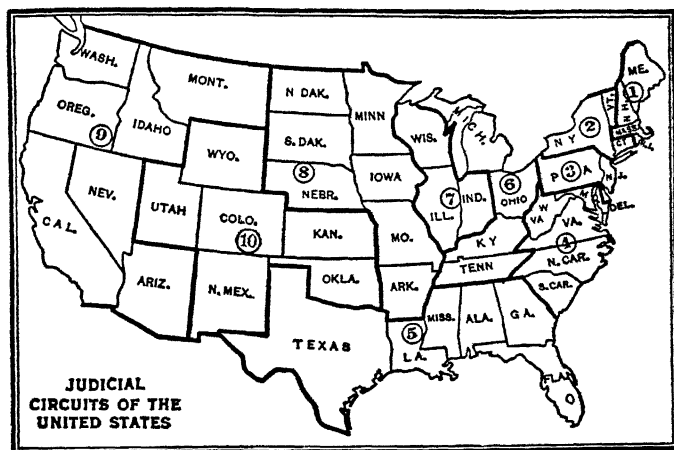 WASH.
MONT.
N DAK.
MINN
ME.
VT.
N H.
①
OREG.
⑨
IDAHO
S. DAK.
WIS.
MICH.
N Y
②
MASS
CT
R.I.
WYO.
⑧
NEBR.
IOWA
P A
③
N J.
NEV.
UTAH
COLO.
⑩
ILL.
⑦
IND.
⑥
OHIO
W VA
M
DEL.
VA.
④
CAL.
KAN.
MO.
KY
N. CAR.
ARIZ.
N. MEX.
OKLA.
ARK.
TENN
S. CAR.
TEXAS
⑤
LA.
MISS.
ALA.
GA.
FLA.
JUDICIAL
CIRCUITS OF THE
UNITED STATES